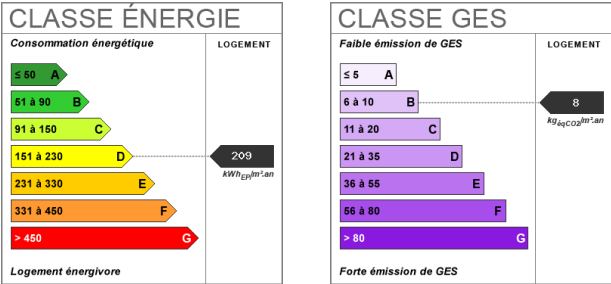 CLASSE ÉNERGIE
Consommation énergétique
LOGEMENT
≤ 50 A
51 à 90 B
91 à 150 C
151 à 230 D
209
kWhEP/m².an
231 à 330 E
331 à 450 F
> 450 G
Logement énergivore
CLASSE GES
Faible émission de GES
LOGEMENT
≤ 5 A
6 à 10 B
8
kgéqCO2/m².an
11 à 20 C
21 à 35 D
36 à 55 E
56 à 80 F
> 80 G
Forte émission de GES